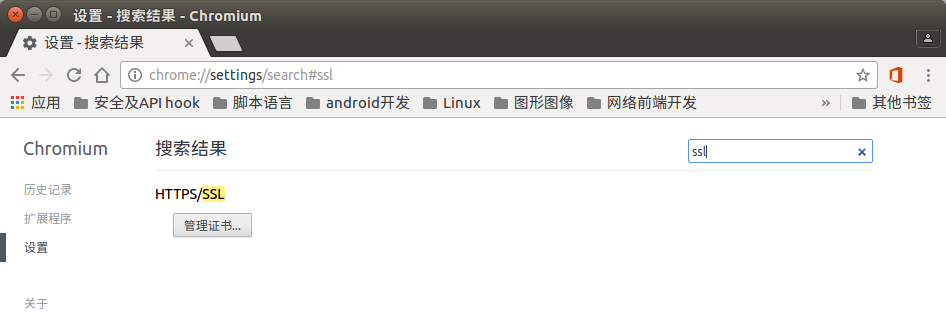 设置 - 搜索结果 - Chromium
设置 - 搜索结果
chrome://settings/search#ssl
应用 安全及API hook 脚本语言 android开发 Linux 图形图像 网络前端开发 » 其他书签
Chromium 搜索结果 ssl
历史记录 HTTPS/SSL
扩展程序 管理证书...
设置
关于